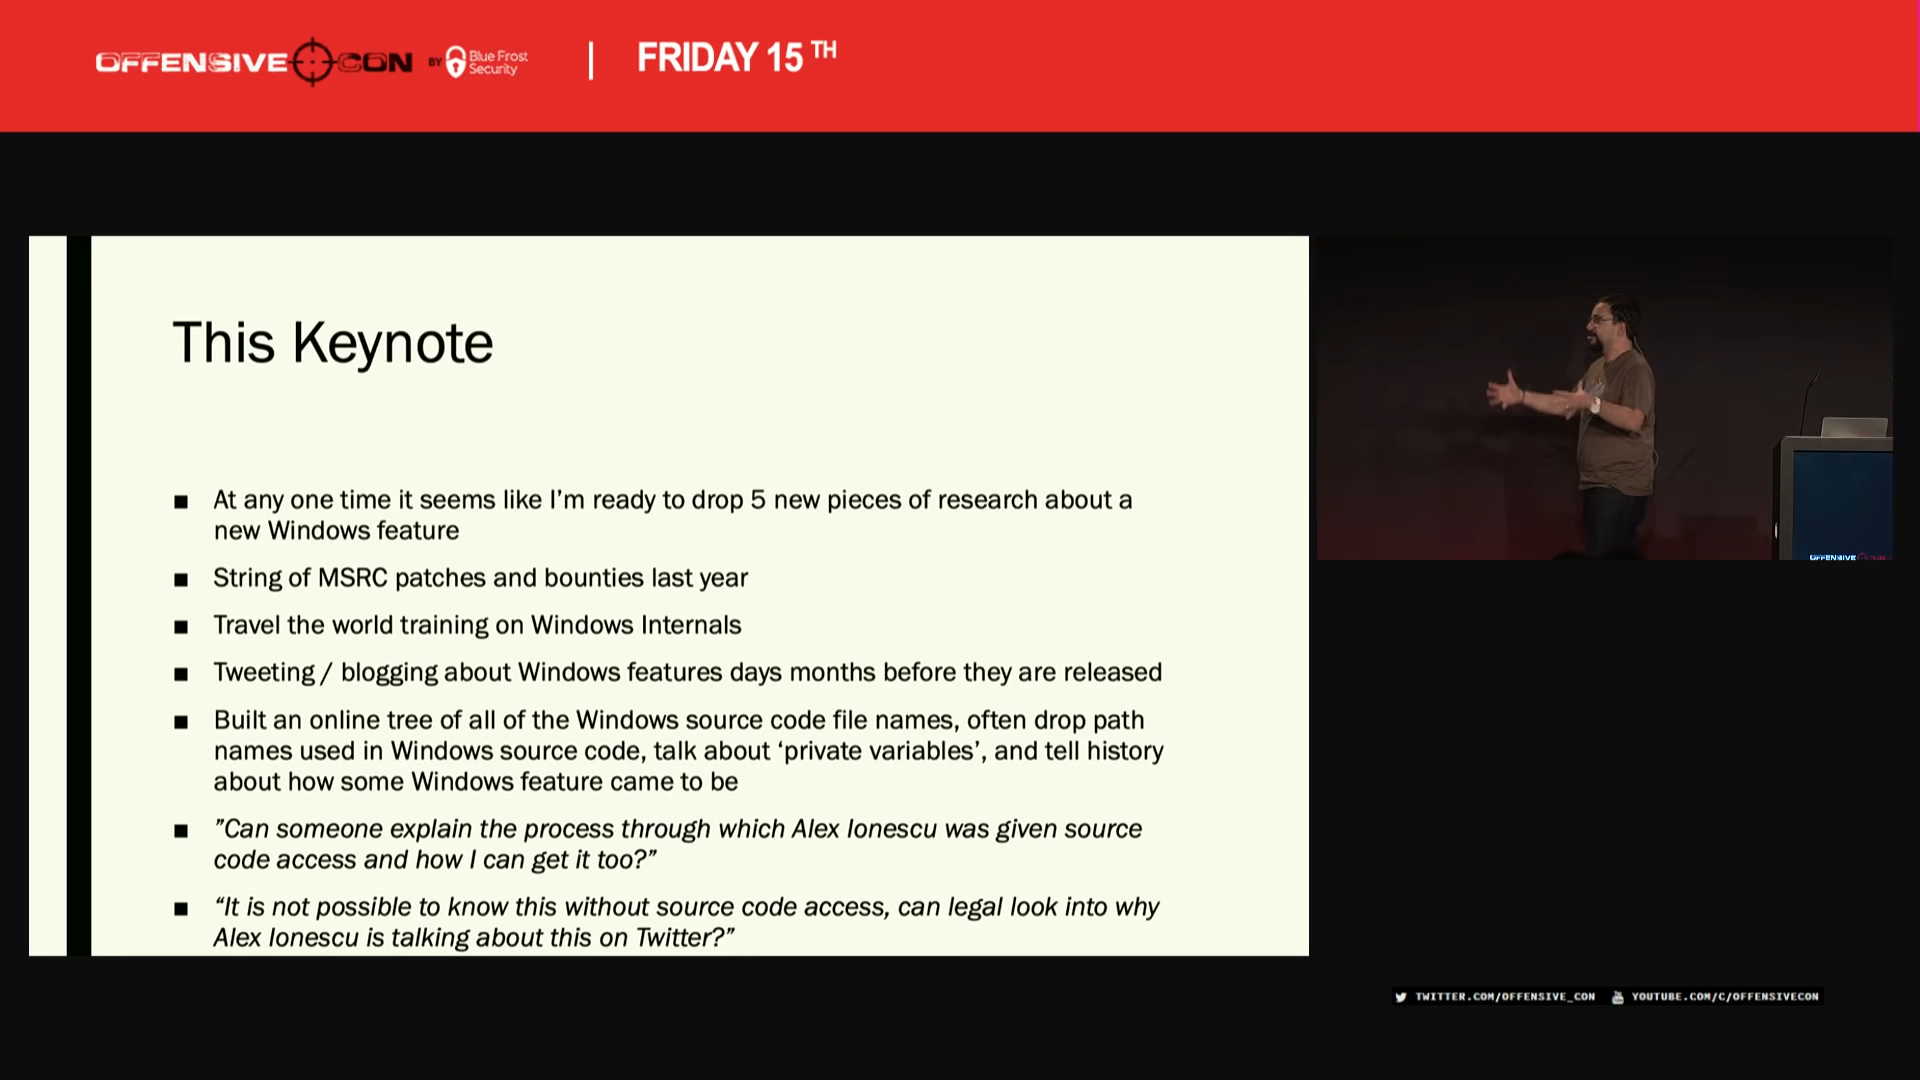 OFFENSIVE CON BY Blue Frost Security | FRIDAY 15 TH
This Keynote
■ At any one time it seems like I’m ready to drop 5 new pieces of research about a
new Windows feature
■ String of MSRC patches and bounties last year
■ Travel the world training on Windows Internals
■ Tweeting / blogging about Windows features days months before they are released
■ Built an online tree of all of the Windows source code file names, often drop path
names used in Windows source code, talk about ‘private variables’, and tell history
about how some Windows feature came to be
■ ”Can someone explain the process through which Alex Ionescu was given source
code access and how I can get it too?”
■ “It is not possible to know this without source code access, can legal look into why
Alex Ionescu is talking about this on Twitter?”
OFFENSIVE CON
TWITTER.COM/OFFENSIVE_CON YOUTUBE.COM/C/OFFENSIVECON